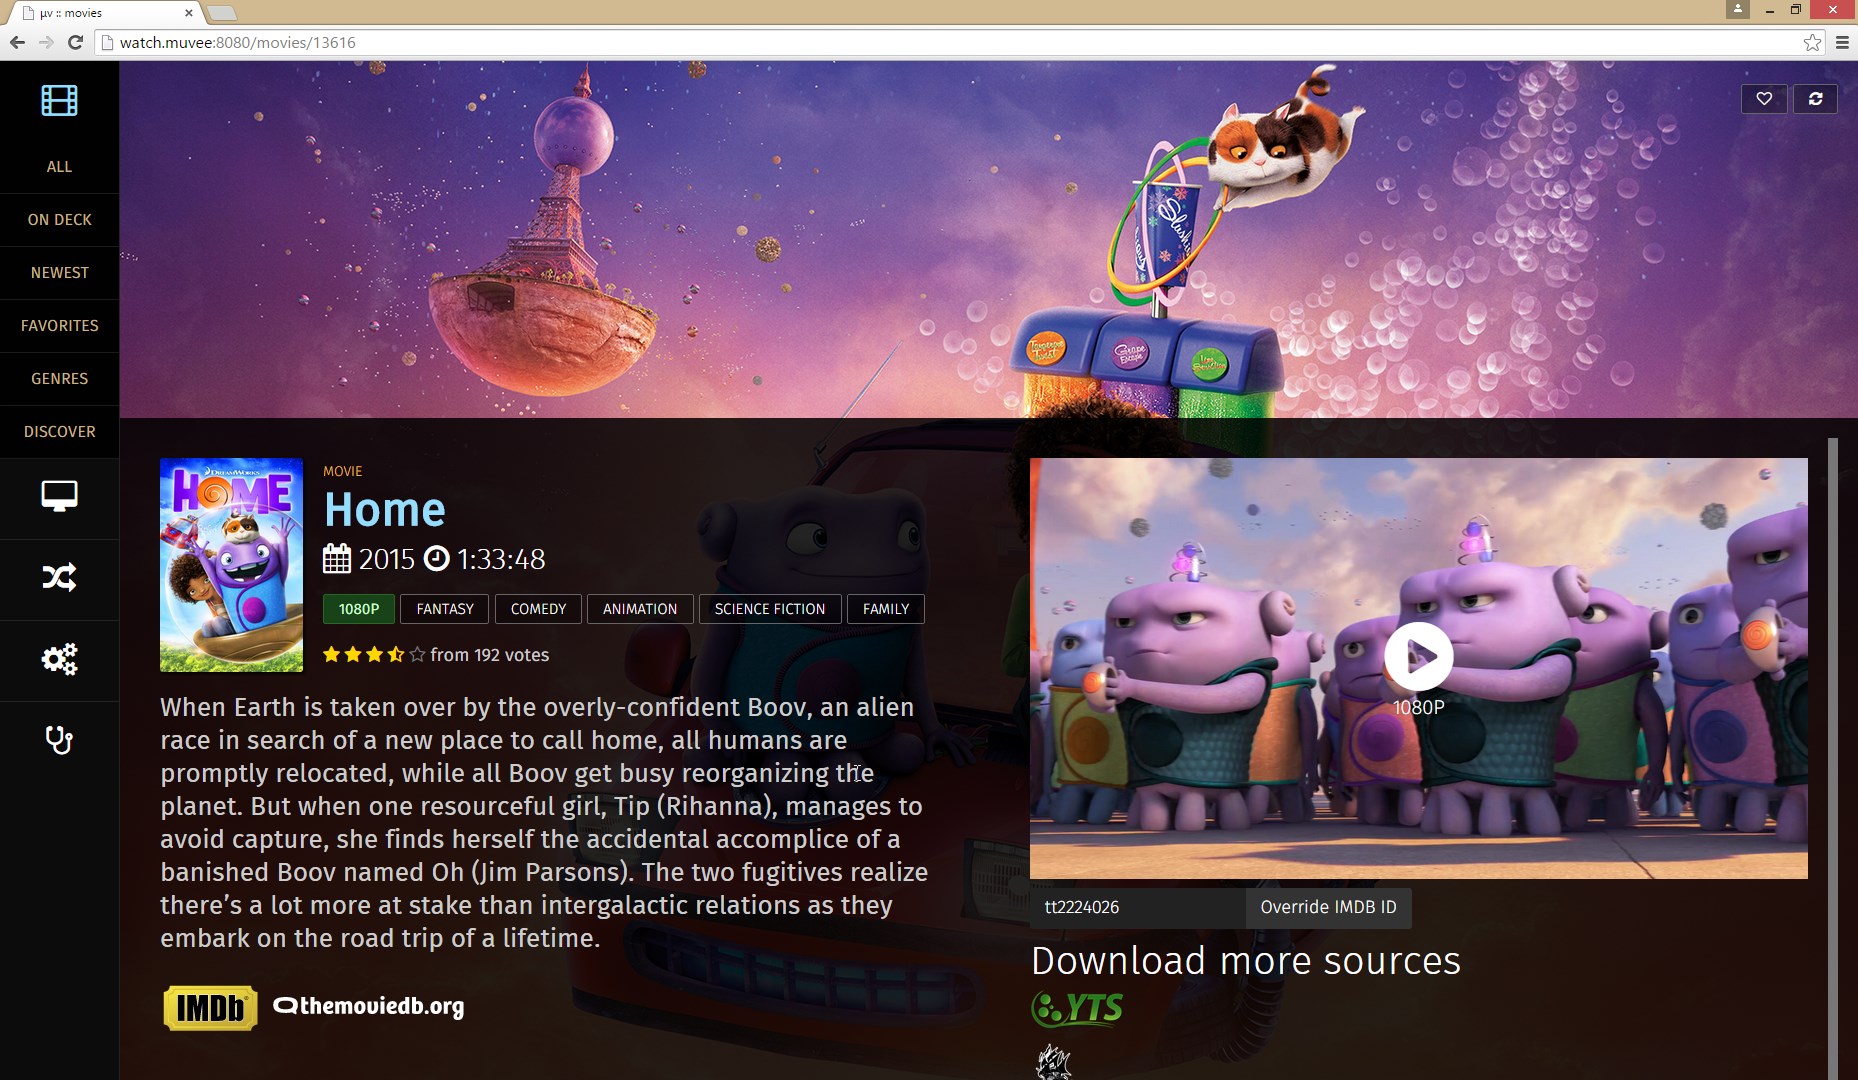 µv :: movies
watch.muvee:8080/movies/13616
ALL
ON DECK
NEWEST
FAVORITES
GENRES
DISCOVER
Tangerine Twist
Grape Escape
DREAMWORKS
HOME
MOVIE
Home
2015 1:33:48
1080P FANTASY COMEDY ANIMATION SCIENCE FICTION FAMILY
from 192 votes
When Earth is taken over by the overly-confident Boov, an alien
race in search of a new place to call home, all humans are
promptly relocated, while all Boov get busy reorganizing the
planet. But when one resourceful girl, Tip (Rihanna), manages to
avoid capture, she finds herself the accidental accomplice of a
banished Boov named Oh (Jim Parsons). The two fugitives realize
there’s a lot more at stake than intergalactic relations as they
embark on the road trip of a lifetime.
IMDb themoviedb.org
1080P
tt2224026 Override IMDB ID
Download more sources
YTS